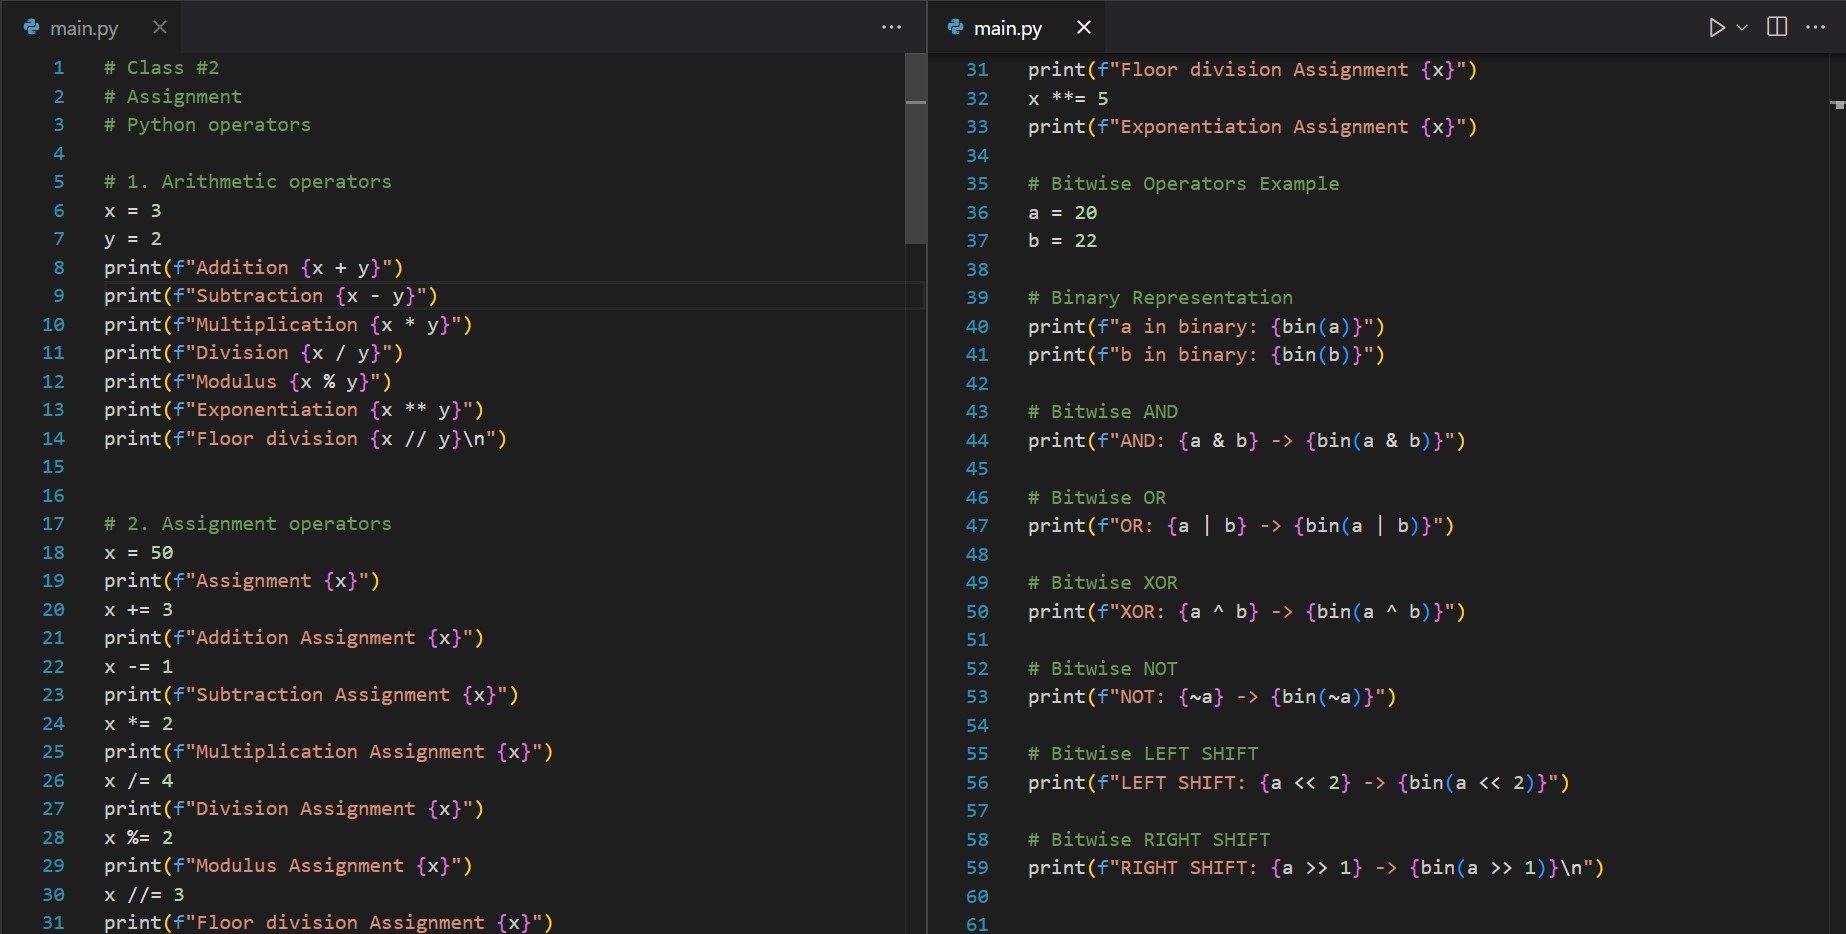 main.py
1 # Class #2
2 # Assignment
3 # Python operators
4
5 # 1. Arithmetic operators
6 x = 3
7 y = 2
8 print(f"Addition {x + y}")
9 print(f"Subtraction {x - y}")
10 print(f"Multiplication {x * y}")
11 print(f"Division {x / y}")
12 print(f"Modulus {x % y}")
13 print(f"Exponentiation {x ** y}")
14 print(f"Floor division {x // y}\n")
15
16
17 # 2. Assignment operators
18 x = 50
19 print(f"Assignment {x}")
20 x += 3
21 print(f"Addition Assignment {x}")
22 x -= 1
23 print(f"Subtraction Assignment {x}")
24 x *= 2
25 print(f"Multiplication Assignment {x}")
26 x /= 4
27 print(f"Division Assignment {x}")
28 x %= 2
29 print(f"Modulus Assignment {x}")
30 x //= 3
31 print(f"Floor division Assignment {x}")
main.py
31 print(f"Floor division Assignment {x}")
32 x **= 5
33 print(f"Exponentiation Assignment {x}")
34
35 # Bitwise Operators Example
36 a = 20
37 b = 22
38
39 # Binary Representation
40 print(f"a in binary: {bin(a)}")
41 print(f"b in binary: {bin(b)}")
42
43 # Bitwise AND
44 print(f"AND: {a & b} -> {bin(a & b)}")
45
46 # Bitwise OR
47 print(f"OR: {a | b} -> {bin(a | b)}")
48
49 # Bitwise XOR
50 print(f"XOR: {a ^ b} -> {bin(a ^ b)}")
51
52 # Bitwise NOT
53 print(f"NOT: {~a} -> {bin(~a)}")
54
55 # Bitwise LEFT SHIFT
56 print(f"LEFT SHIFT: {a << 2} -> {bin(a << 2)}")
57
58 # Bitwise RIGHT SHIFT
59 print(f"RIGHT SHIFT: {a >> 1} -> {bin(a >> 1)}\n")
60
61